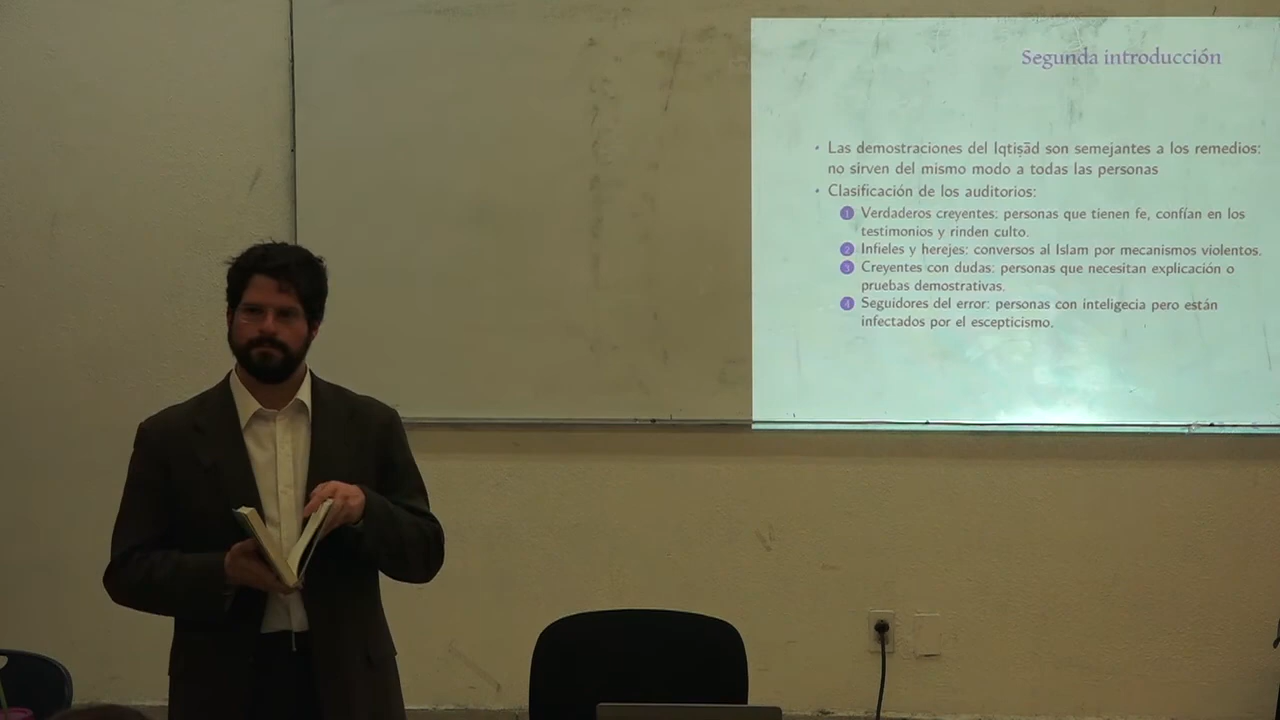 Segunda introducción
• Las demostraciones del Iqtiṣād son semejantes a los remedios:
no sirven del mismo modo a todas las personas
• Clasificación de los auditorios:
1 Verdaderos creyentes: personas que tienen fe, confían en los
testimonios y rinden culto.
2 Infieles y herejes: conversos al Islam por mecanismos violentos.
3 Creyentes con dudas: personas que necesitan explicación o
pruebas demostrativas.
4 Seguidores del error: personas con inteligecia pero están
infectados por el escepticismo.